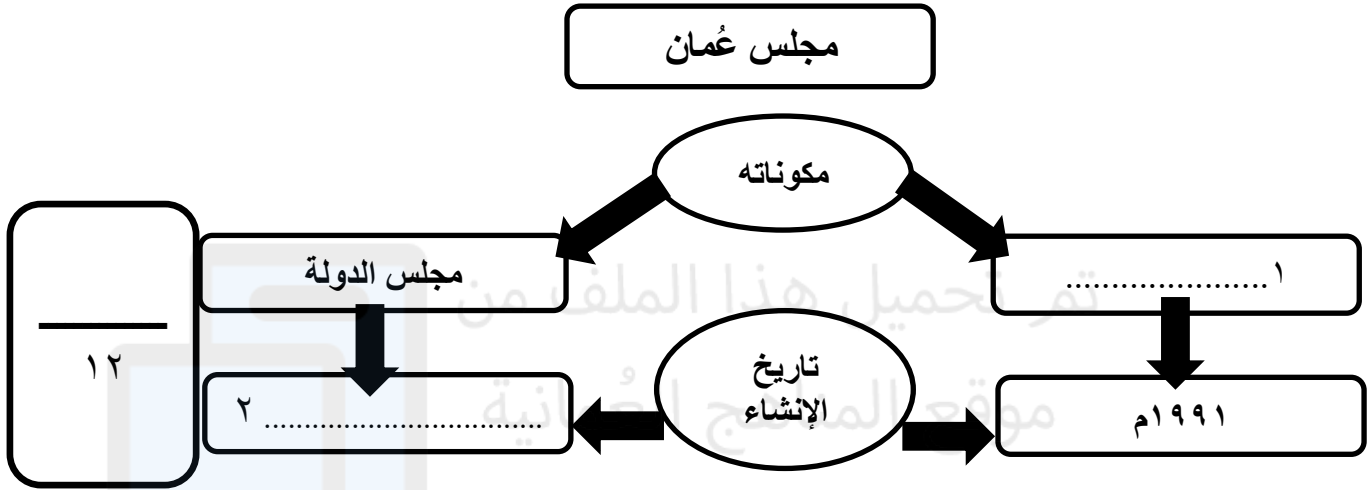 مجلس عُمان
مكوناته
١ ......................
مجلس الدولة
تم تحميل هذا الملف من
١٢
تاريخ
الإنشاء
١٩٩١م
٢ ...............................
موقع المناهج العُمانية